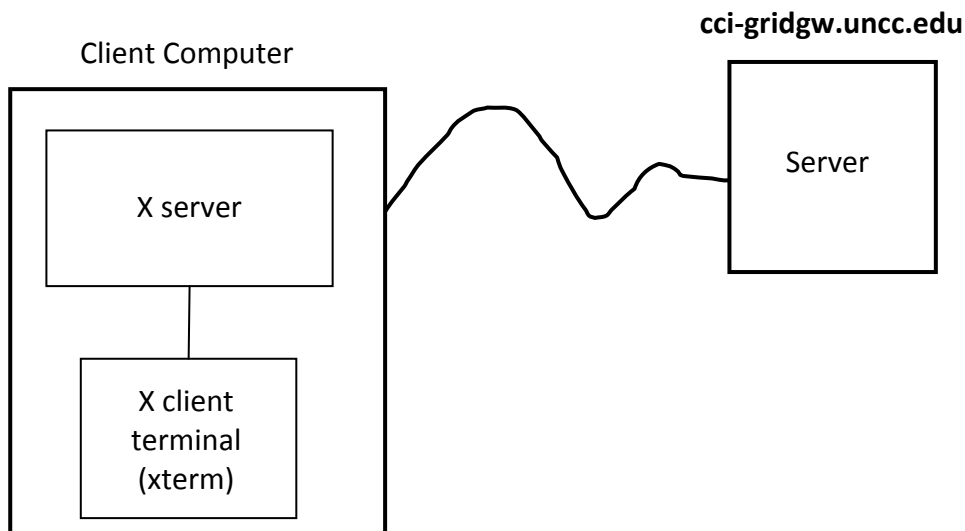 cci-gridgw.uncc.edu
Client Computer
Server
X server
X client
terminal
(xterm)